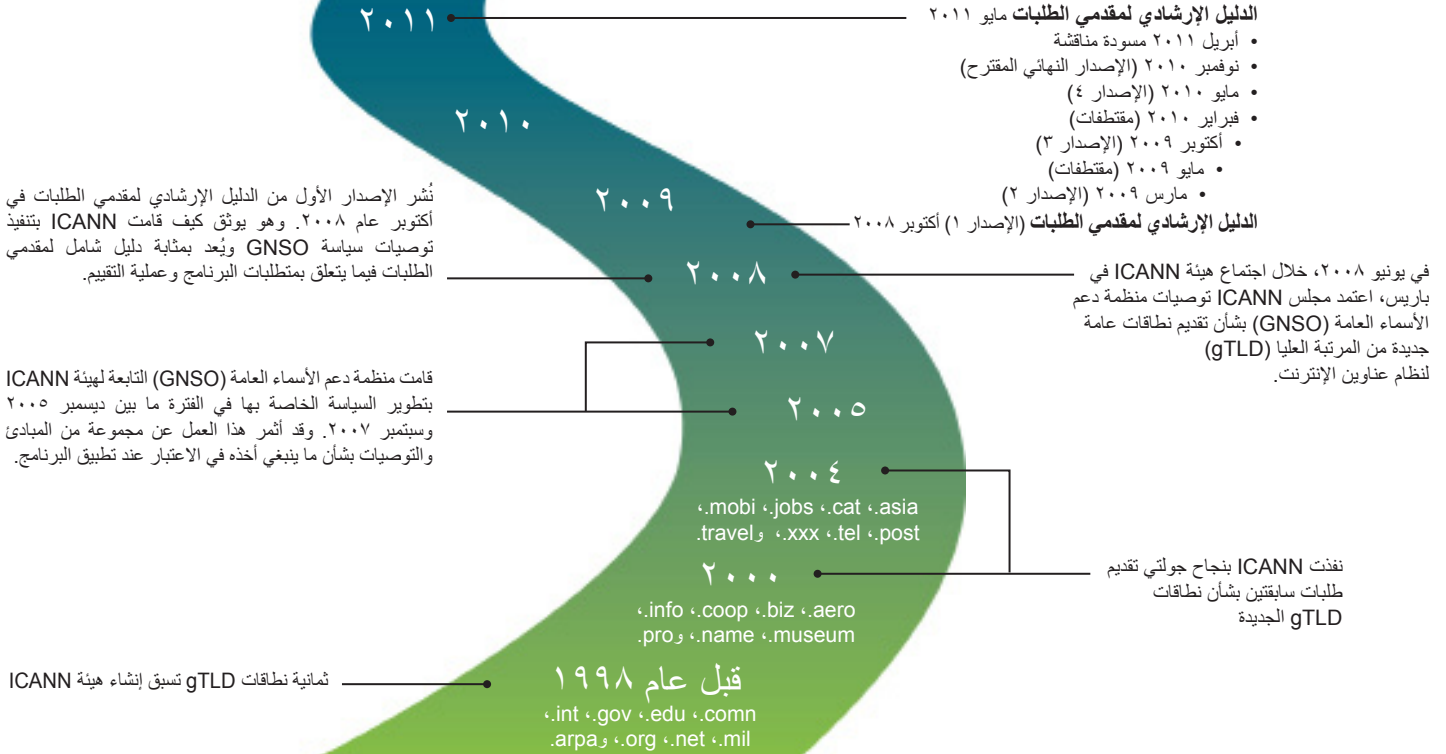 ٢٠١١
الدليل الإرشادي لمقدمي الطلبات مايو ٢٠١١
• أبريل ٢٠١١ مسودة مناقشة
• نوفمبر ٢٠١٠ (الإصدار النهائي المقترح)
• مايو ٢٠١٠ (الإصدار ٤)
• فبراير ٢٠١٠ (مقتطفات)
• أكتوبر ٢٠٠٩ (الإصدار ٣)
• مايو ٢٠٠٩ (مقتطفات)
• مارس ٢٠٠٩ (الإصدار ٢)
الدليل الإرشادي لمقدمي الطلبات (الإصدار ١) أكتوبر ٢٠٠٨
٢٠١٠
٢٠٠٩
نُشر الإصدار الأول من الدليل الإرشادي لمقدمي الطلبات في
أكتوبر عام ٢٠٠٨. وهو يوثق كيف قامت ICANN بتنفيذ
توصيات سياسة GNSO ويُعد بمثابة دليل شامل لمقدمي
الطلبات فيما يتعلق بمتطلبات البرنامج وعملية التقييم.
٢٠٠٨
في يونيو ٢٠٠٨، خلال اجتماع هيئة ICANN في
باريس، اعتمد مجلس ICANN توصيات منظمة دعم
الأسماء العامة (GNSO) بشأن تقديم نطاقات عامة
جديدة من المرتبة العليا (gTLD)
لنظام عناوين الإنترنت.
٢٠٠٧
قامت منظمة دعم الأسماء العامة (GNSO) التابعة لهيئة ICANN
بتطوير السياسة الخاصة بها في الفترة ما بين ديسمبر ٢٠٠٥
وسبتمبر ٢٠٠٧. وقد أثمر هذا العمل عن مجموعة من المبادئ
والتوصيات بشأن ما ينبغي أخذه في الاعتبار عند تطبيق البرنامج.
٢٠٠٥
٢٠٠٤
.asia، .cat، .jobs، .mobi،
.post، .tel، .xxx، و travel.
٢٠٠٠
.aero، .biz، .coop، .info،
.museum، .name، وpro.
نفذت ICANN بنجاح جولتي تقديم
طلبات سابقتين بشأن نطاقات
gTLD الجديدة
قبل عام ١٩٩٨
.comn، .edu، .gov، .int،
.mil، .net، .org، وarpa.
ثمانية نطاقات gTLD تسبق إنشاء هيئة ICANN